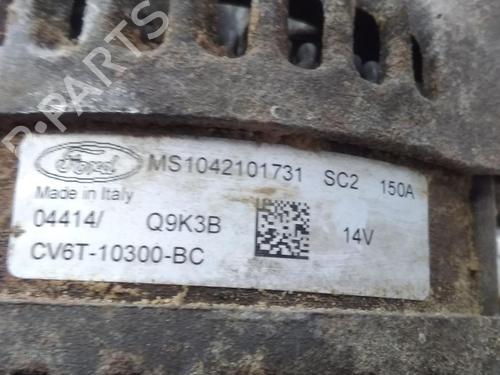 B-PARTS
Ford MS1042101731 SC2 150A
Made in Italy
04414/ Q9K3B 14V
CV6T-10300-BC